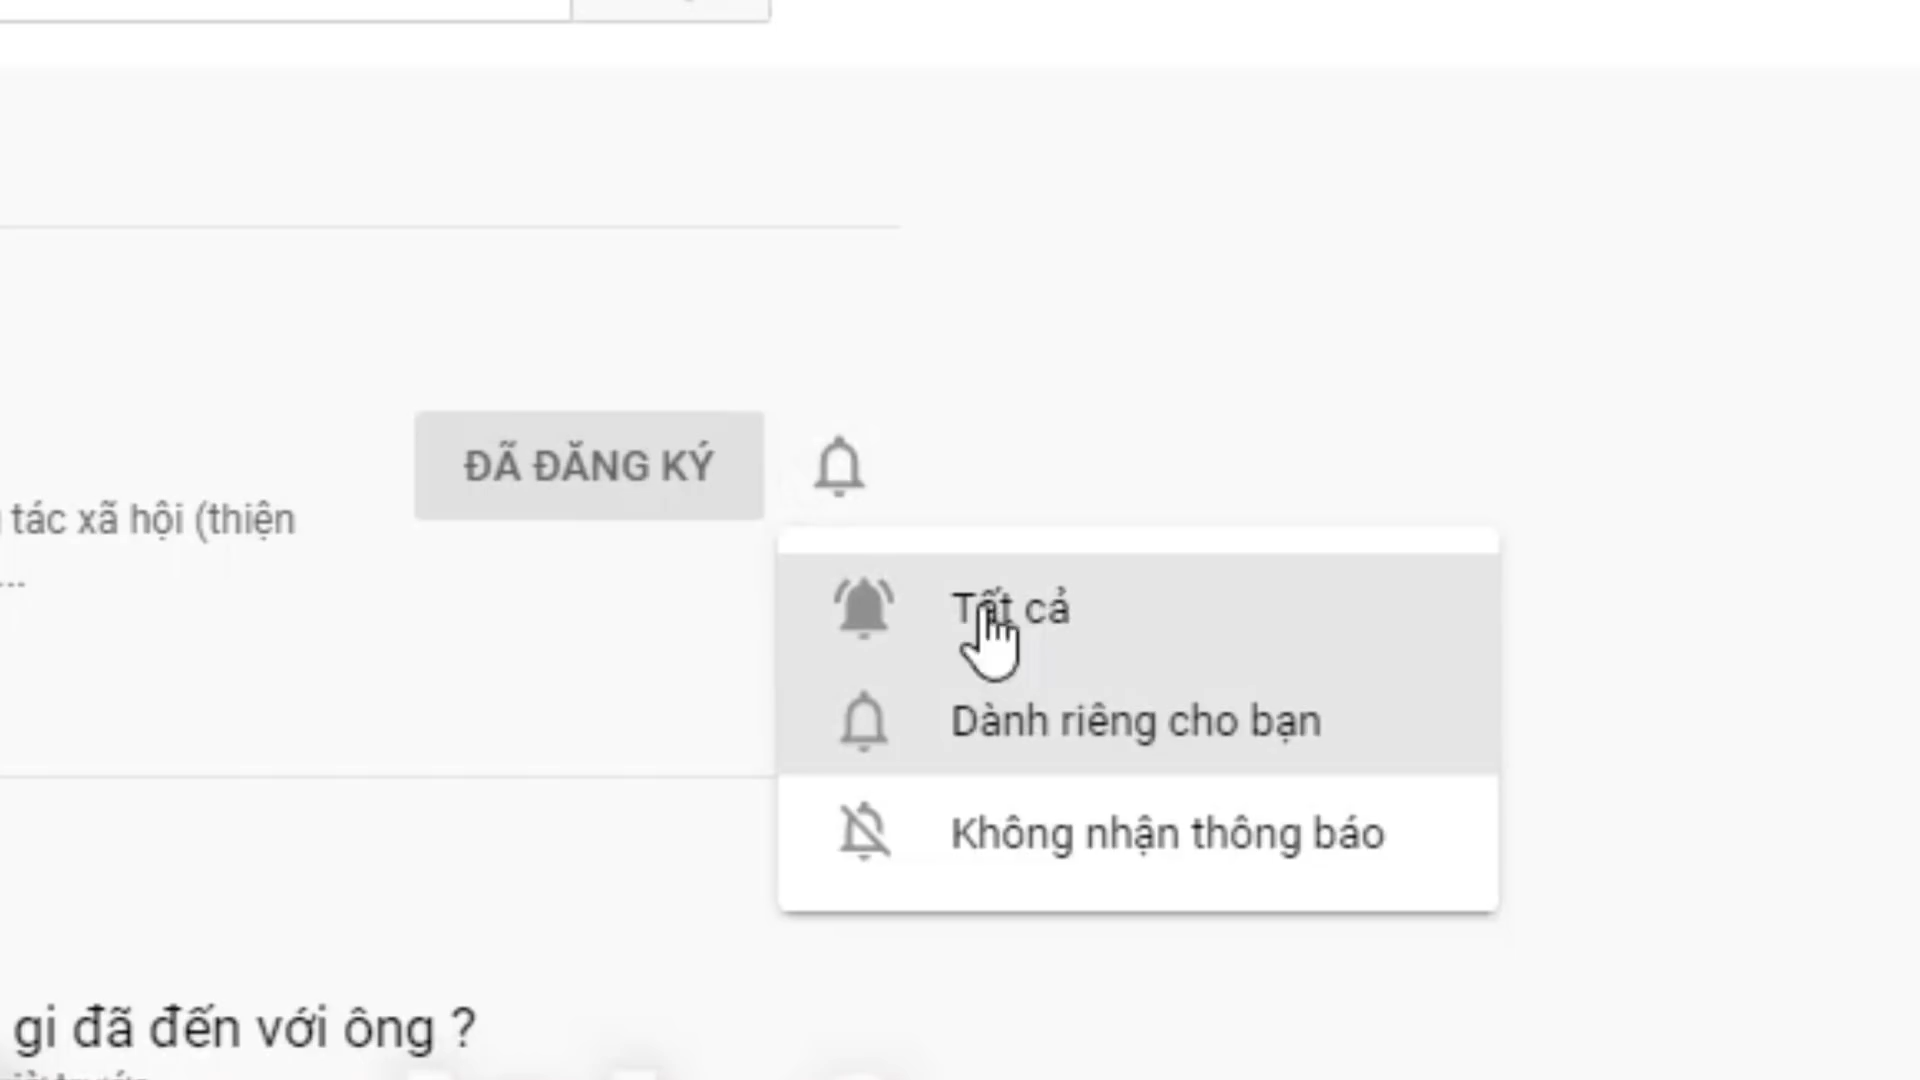 ĐÃ ĐĂNG KÝ
tác xã hội (thiện
...
Tất cả
Dành riêng cho bạn
Không nhận thông báo
gi đã đến với ông ?